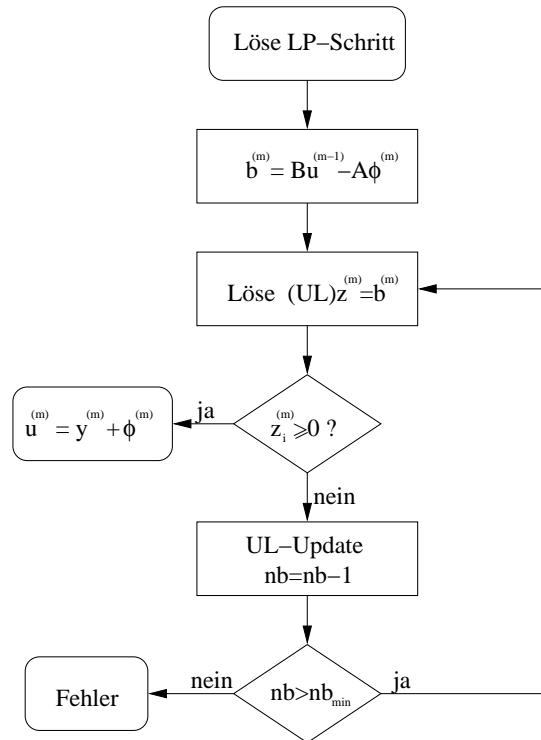 Löse LP−Schritt
b^(m) = Bu^(m−1) −Aϕ^(m)
Löse (UL)z^(m)=b^(m)
ja
u^(m) = y^(m) + ϕ^(m)
z_i^(m) ⩾0 ?
nein
UL−Update
nb=nb−1
nein
ja
Fehler
nb>nb_min